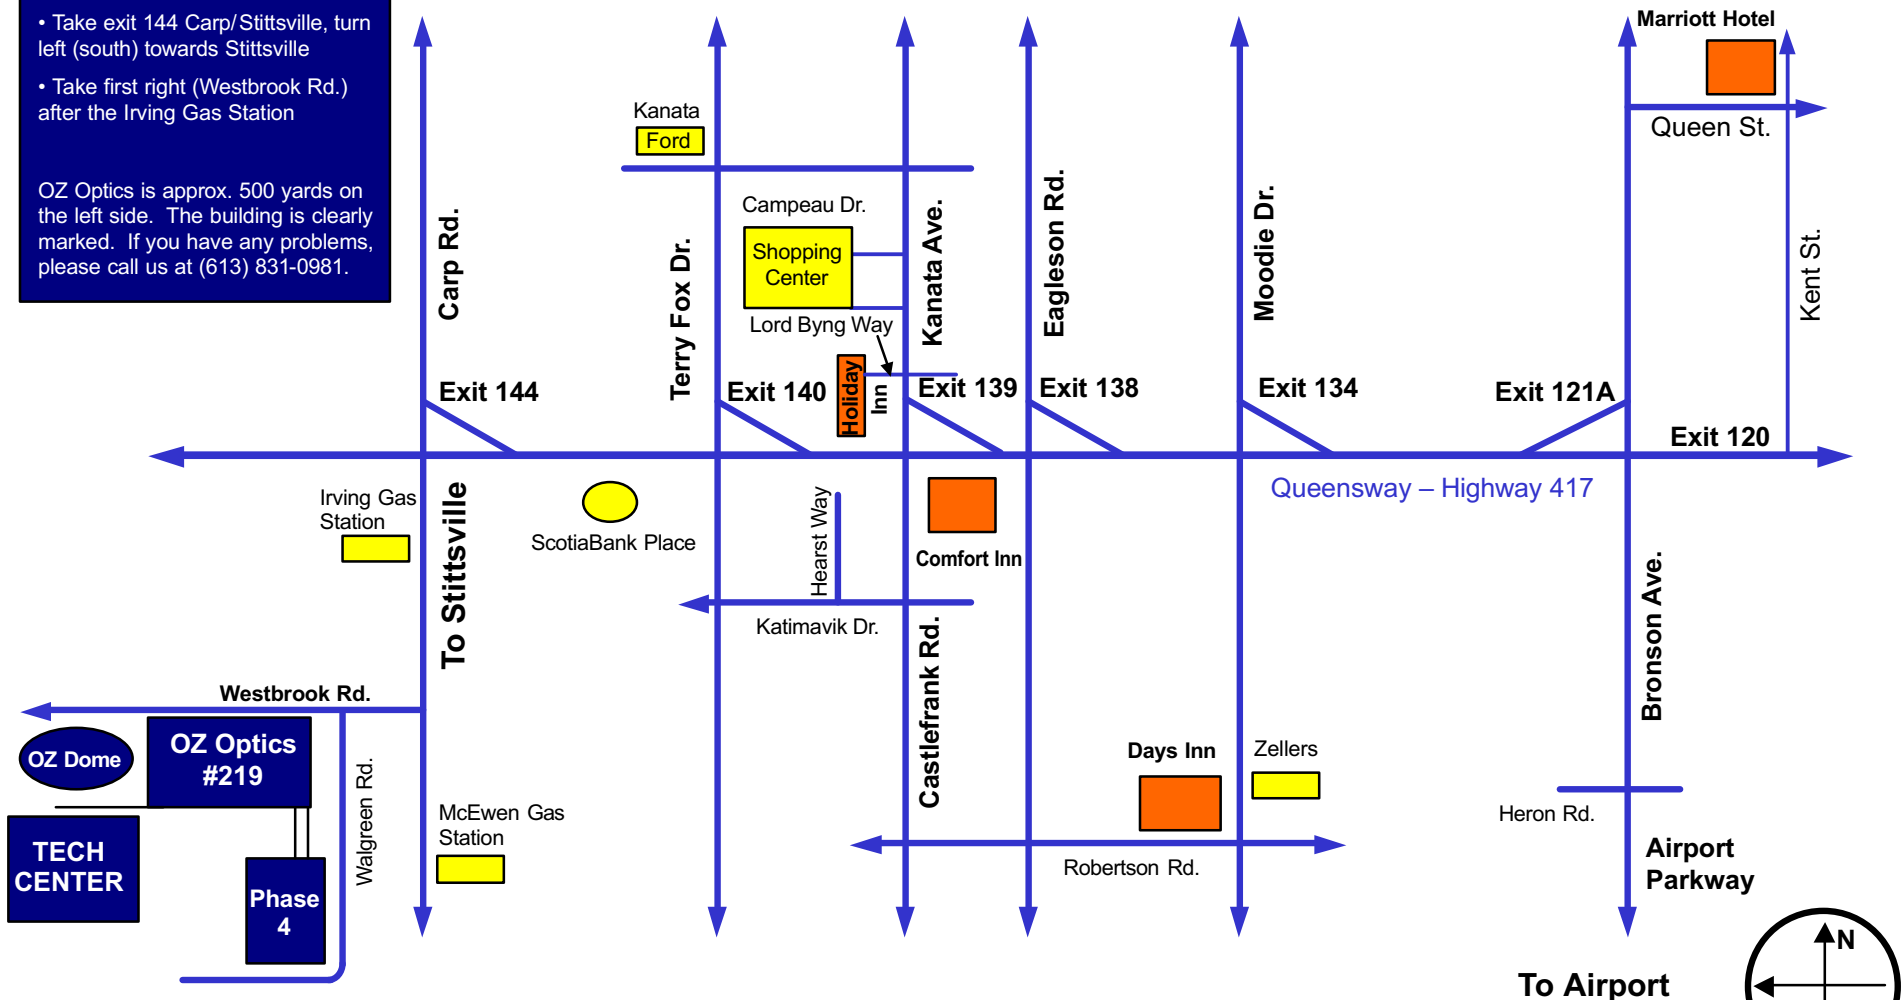 • Take exit 144 Carp/Stittsville, turn
left (south) towards Stittsville
• Take first right (Westbrook Rd.)
after the Irving Gas Station
OZ Optics is approx. 500 yards on
the left side. The building is clearly
marked. If you have any problems,
please call us at (613) 831-0981.
Marriott Hotel
Queen St.
Kent St.
Kanata
Ford
Campeau Dr.
Shopping
Center
Lord Byng Way
Holiday
Inn
Carp Rd.
Terry Fox Dr.
Kanata Ave.
Eagleson Rd.
Moodie Dr.
Exit 144
Exit 140
Exit 139
Exit 138
Exit 134
Exit 121A
Exit 120
Queensway – Highway 417
Irving Gas
Station
To Stittsville
ScotiaBank Place
Hearst Way
Comfort Inn
Katimavik Dr.
Castlefrank Rd.
Bronson Ave.
Westbrook Rd.
OZ Dome
OZ Optics
#219
Walgreen Rd.
TECH
CENTER
Phase
4
McEwen Gas
Station
Days Inn
Zellers
Robertson Rd.
Heron Rd.
Airport
Parkway
To Airport
N